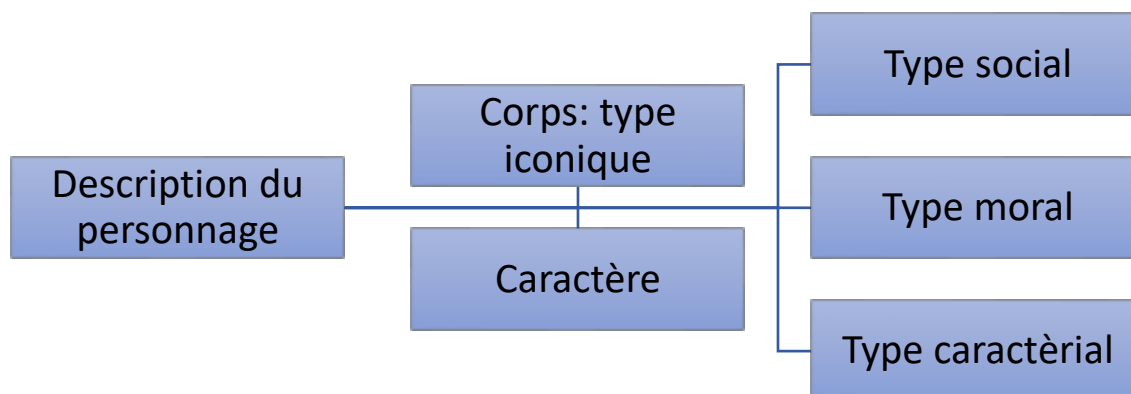 Description du
personnage
Corps: type
iconique
Caractère
Type social
Type moral
Type caractèrial